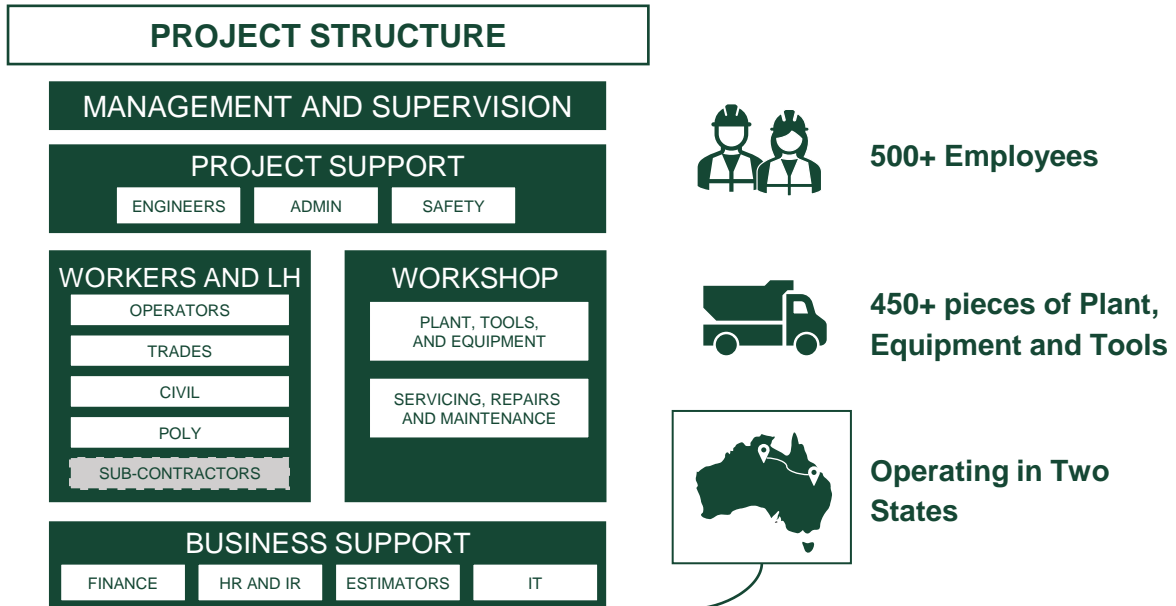 PROJECT STRUCTURE
MANAGEMENT AND SUPERVISION
PROJECT SUPPORT
ENGINEERS
ADMIN
SAFETY
WORKERS AND LH
OPERATORS
TRADES
CIVIL
POLY
SUB-CONTRACTORS
WORKSHOP
PLANT, TOOLS,
AND EQUIPMENT
SERVICING, REPAIRS
AND MAINTENANCE
BUSINESS SUPPORT
FINANCE
HR AND IR
ESTIMATORS
IT
500+ Employees
450+ pieces of Plant,
Equipment and Tools
Operating in Two
States